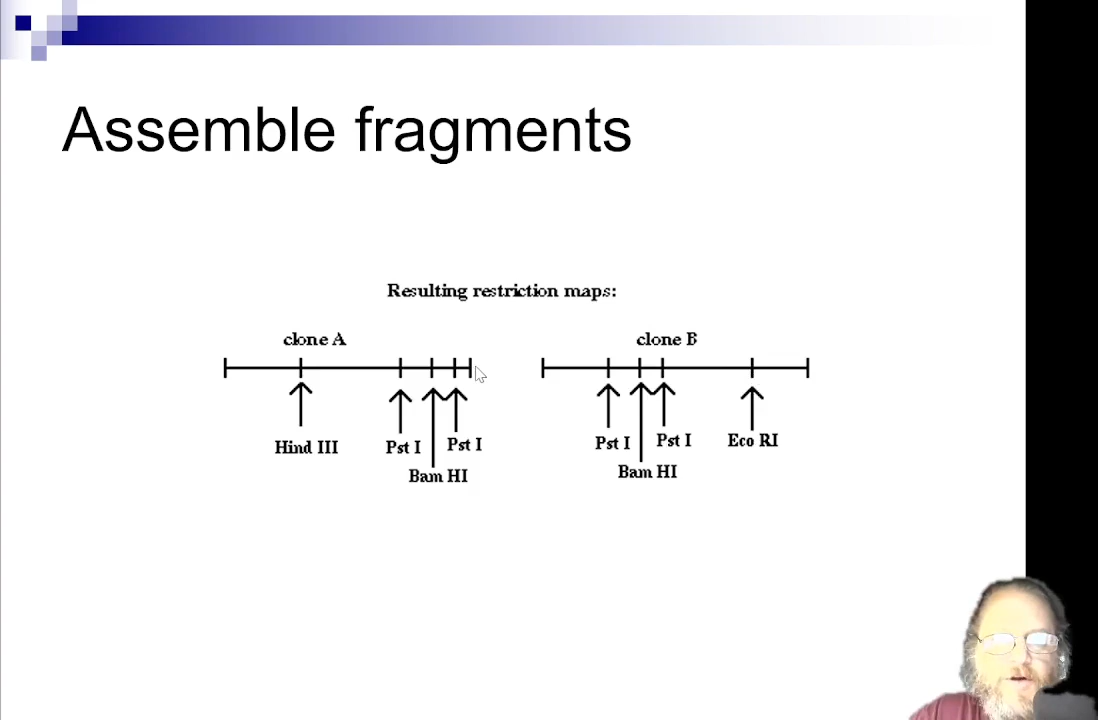 Assemble fragments
Resulting restriction maps:
clone A
clone B
Hind III
Pst I
Pst I
Bam HI
Pst I
Pst I
Eco RI
Bam HI